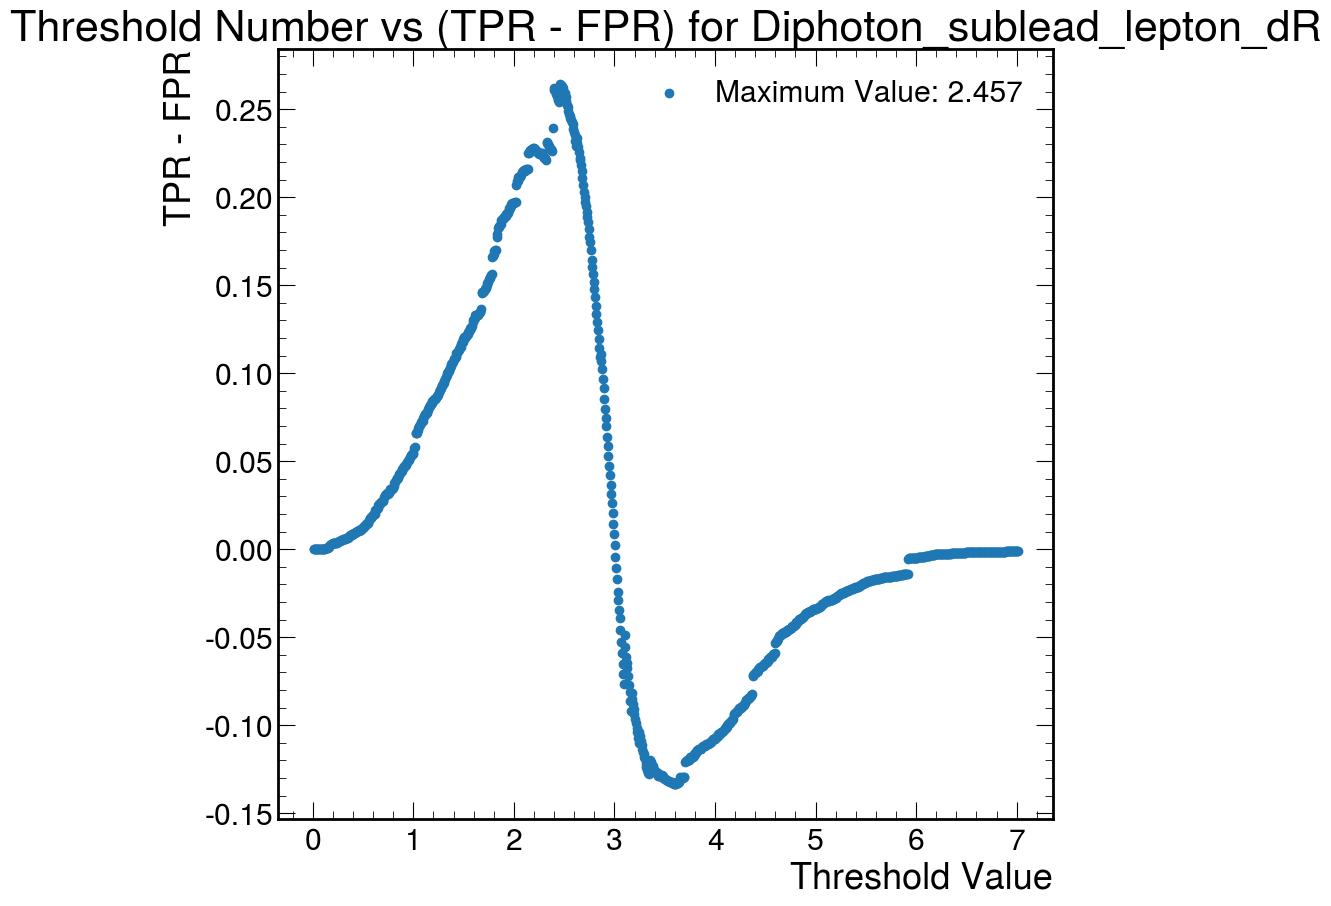 Threshold Number vs (TPR - FPR) for Diphoton_sublead_lepton_dR
TPR - FPR
Maximum Value: 2.457
0.25
0.20
0.15
0.10
0.05
0.00
-0.05
-0.10
-0.15
0 1 2 3 4 5 6 7
Threshold Value